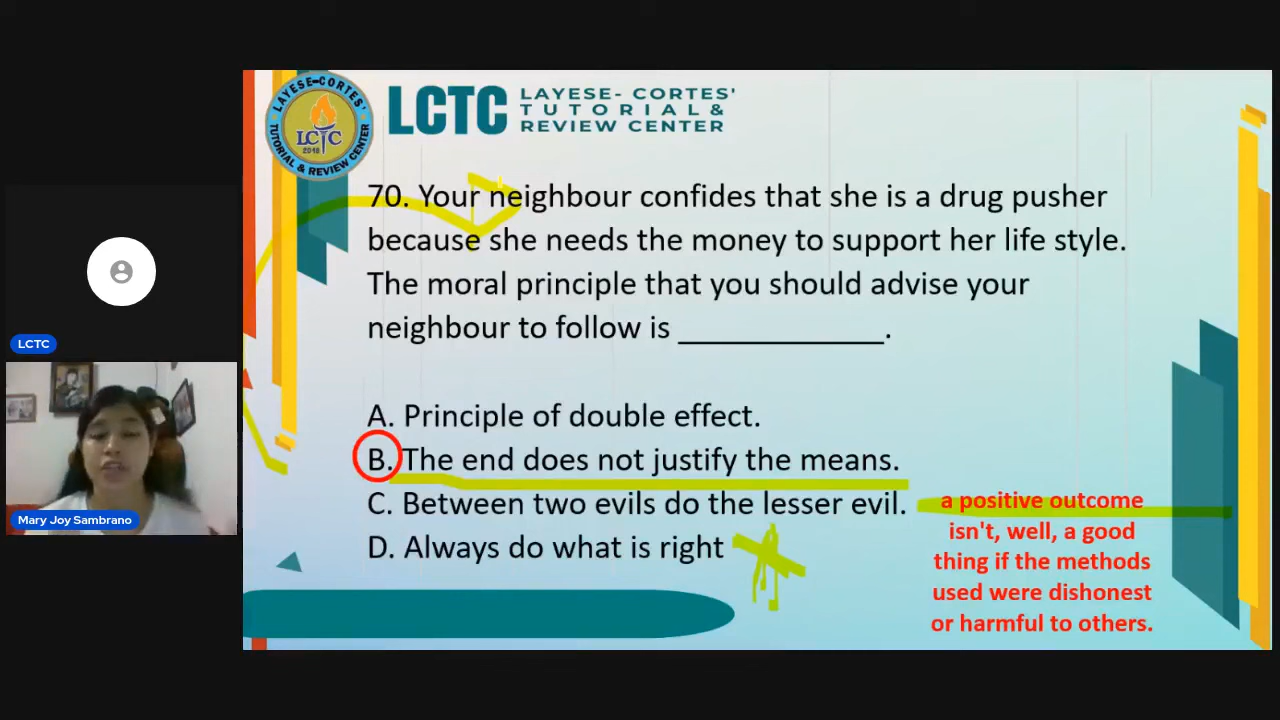 LAYESE-CORTES'
LCTC
2018
TUTORIAL & REVIEW CENTER
LCTC
LAYESE- CORTES'
TUTORIAL &
REVIEW CENTER
70. Your neighbour confides that she is a drug pusher
because she needs the money to support her life style.
The moral principle that you should advise your
neighbour to follow is _____________.
LCTC
A. Principle of double effect.
B. The end does not justify the means.
C. Between two evils do the lesser evil.
D. Always do what is right
a positive outcome
isn't, well, a good
thing if the methods
used were dishonest
or harmful to others.
Mary Joy Sambrano